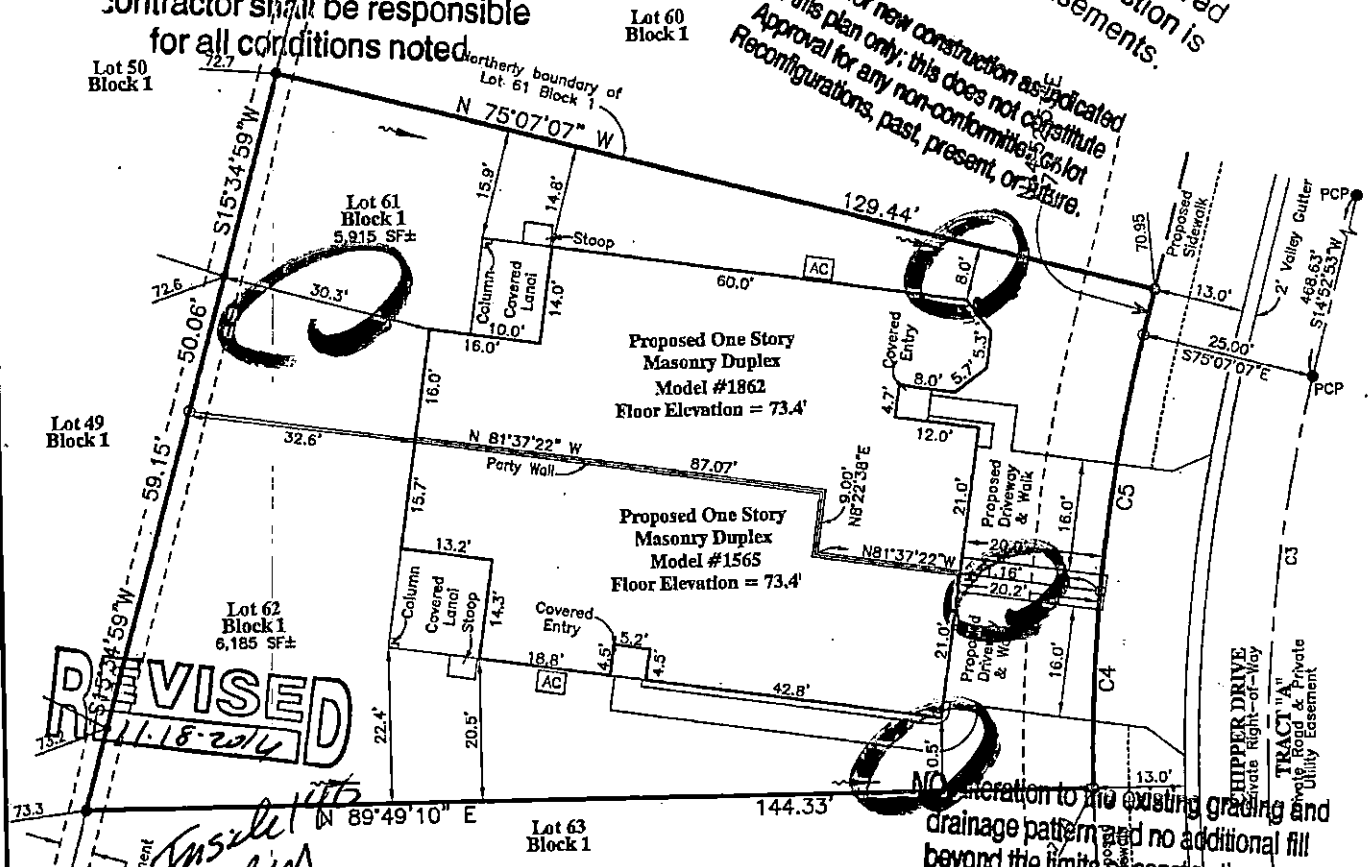 contractor shall be responsible
for all conditions noted
Lot 60
Block 1
for new construction as indicated
this plan only; this does not constitute
Approval for any non-conformities or lot
Reconfigurations, past, present, or future.
is
easements.
Lot 50
Block 1
72.7
Northerly boundary of
Lot 61 Block 1
N 75°07'07" W
129.44'
S15°34'59"W
50.06'
Lot 61
Block 1
5,915 SF±
15.9'
14.8'
Stoop
Column
Covered
Lanai
14.0'
10.0'
16.0'
72.6
30.3'
60.0'
AC
8.0'
Proposed One Story
Masonry Duplex
Model #1862
Floor Elevation = 73.4'
Covered
Entry
5.3'
5.7'
8.0'
4.7'
12.0'
70.95
Proposed
Sidewalk
13.0'
2' Valley Gutter
PCP
468.63'
S14°52'53"W
25.00'
S75°07'07"E
PCP
16.0'
Lot 49
Block 1
32.6'
N 81°37'22" W
Party Wall
87.07'
9.00'
N8°22'38"E
21.0'
Proposed
Driveway
& Walk
16.0'
C5
C3
59.15'
15.7'
Proposed One Story
Masonry Duplex
Model #1565
Floor Elevation = 73.4'
N81°37'22"W
20.0'
20.2'
13.2'
Column
Covered
Lanai
Stoop
14.3'
Covered
Entry
5.2'
4.5'
4.5'
18.8'
AC
42.8'
21.0'
16.0'
C4
Lot 62
Block 1
6,185 SF±
S15°34'59"W
REVISED
11-18-2014
73.2
22.4'
20.5'
73.3
N 89°49'10" E
144.33'
13.0'
Lot 63
Block 1
TRACT "A"
Private Road & Private
Utility Easement
NO alteration to the existing grading and
drainage pattern and no additional fill
beyond the limits